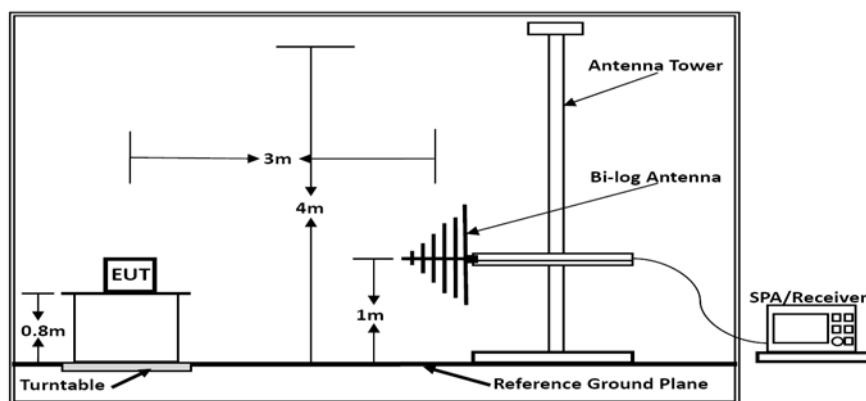 Antenna Tower
3m
Bi-log Antenna
4m
EUT
SPA/Receiver
0.8m
1m
Turntable
Reference Ground Plane